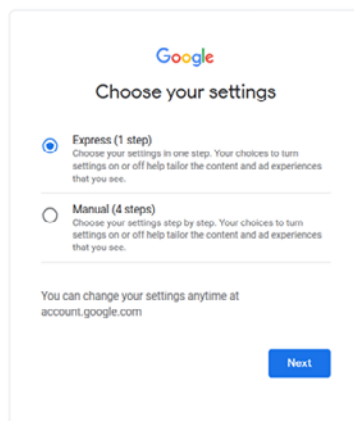 Google
Choose your settings
Express (1 step)
Choose your settings in one step. Your choices to turn
settings on or off help tailor the content and ad experiences
that you see.
Manual (4 steps)
Choose your settings step by step. Your choices to turn
settings on or off help tailor the content and ad experiences
that you see.
You can change your settings anytime at
account.google.com
Next